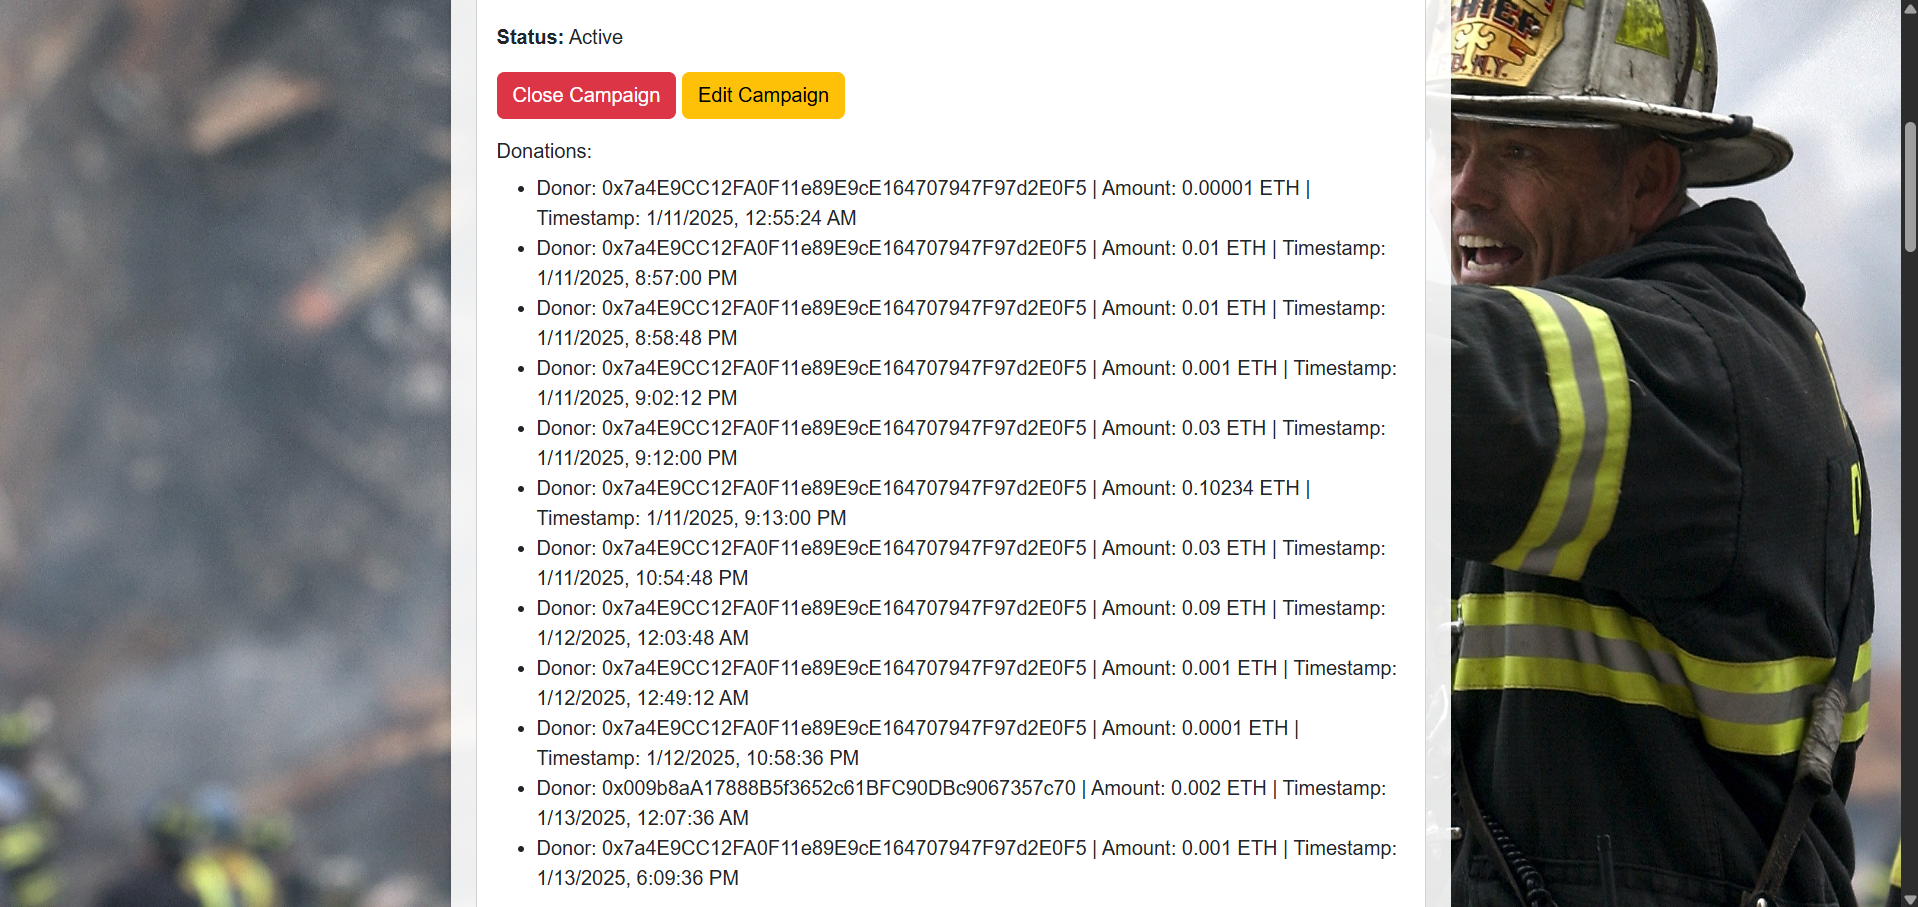 Status: Active
Close Campaign Edit Campaign
Donations:
Donor: 0x7a4E9CC12FA0F11e89E9cE164707947F97d2E0F5 | Amount: 0.00001 ETH |
Timestamp: 1/11/2025, 12:55:24 AM
Donor: 0x7a4E9CC12FA0F11e89E9cE164707947F97d2E0F5 | Amount: 0.01 ETH | Timestamp:
1/11/2025, 8:57:00 PM
Donor: 0x7a4E9CC12FA0F11e89E9cE164707947F97d2E0F5 | Amount: 0.01 ETH | Timestamp:
1/11/2025, 8:58:48 PM
Donor: 0x7a4E9CC12FA0F11e89E9cE164707947F97d2E0F5 | Amount: 0.001 ETH | Timestamp:
1/11/2025, 9:02:12 PM
Donor: 0x7a4E9CC12FA0F11e89E9cE164707947F97d2E0F5 | Amount: 0.03 ETH | Timestamp:
1/11/2025, 9:12:00 PM
Donor: 0x7a4E9CC12FA0F11e89E9cE164707947F97d2E0F5 | Amount: 0.10234 ETH |
Timestamp: 1/11/2025, 9:13:00 PM
Donor: 0x7a4E9CC12FA0F11e89E9cE164707947F97d2E0F5 | Amount: 0.03 ETH | Timestamp:
1/11/2025, 10:54:48 PM
Donor: 0x7a4E9CC12FA0F11e89E9cE164707947F97d2E0F5 | Amount: 0.09 ETH | Timestamp:
1/12/2025, 12:03:48 AM
Donor: 0x7a4E9CC12FA0F11e89E9cE164707947F97d2E0F5 | Amount: 0.001 ETH | Timestamp:
1/12/2025, 12:49:12 AM
Donor: 0x7a4E9CC12FA0F11e89E9cE164707947F97d2E0F5 | Amount: 0.0001 ETH |
Timestamp: 1/12/2025, 10:58:36 PM
Donor: 0x009b8aA17888B5f3652c61BFC90DBc9067357c70 | Amount: 0.002 ETH | Timestamp:
1/13/2025, 12:07:36 AM
Donor: 0x7a4E9CC12FA0F11e89E9cE164707947F97d2E0F5 | Amount: 0.001 ETH | Timestamp:
1/13/2025, 6:09:36 PM